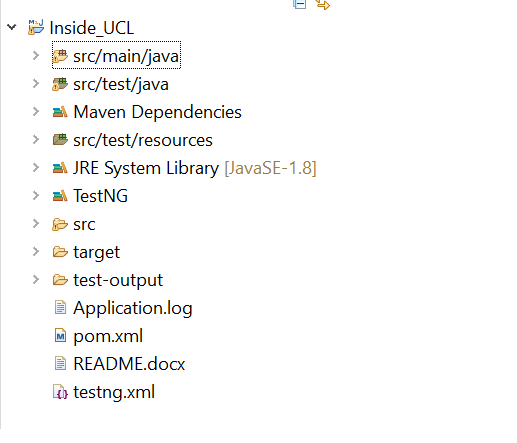 Inside_UCL
src/main/java
src/test/java
Maven Dependencies
src/test/resources
JRE System Library [JavaSE-1.8]
TestNG
src
target
test-output
Application.log
pom.xml
README.docx
testng.xml